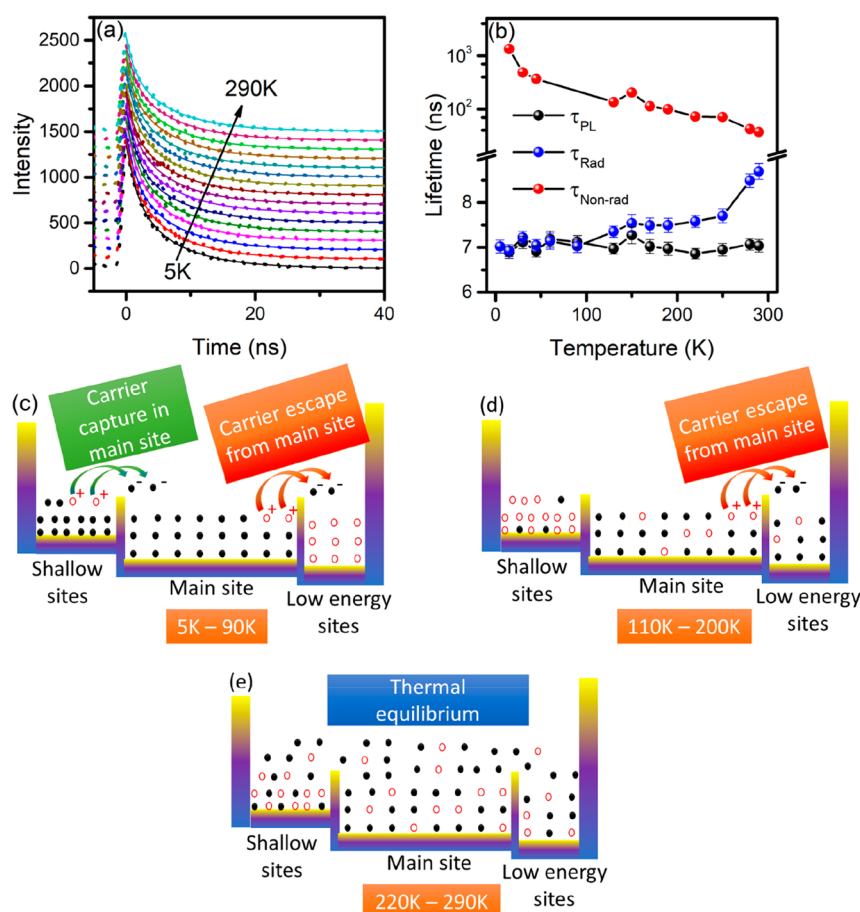 (a)
290K
5K
Intensity
2500
2000
1500
1000
500
0
0
20
40
Time (ns)
(b)
10³
10²
8
7
6
Lifetime (ns)
τPL
τRad
τNon-rad
0
100
200
300
Temperature (K)
(c)
Carrier
capture in
main site
Carrier escape
from main site
+
+
-
-
+
+
-
-
Shallow
sites
Main site
Low energy
sites
5K – 90K
(d)
Carrier escape
from main site
+
+
-
-
Shallow
sites
Main site
Low energy
sites
110K – 200K
(e)
Thermal
equilibrium
Shallow
sites
Main site
Low energy
sites
220K – 290K